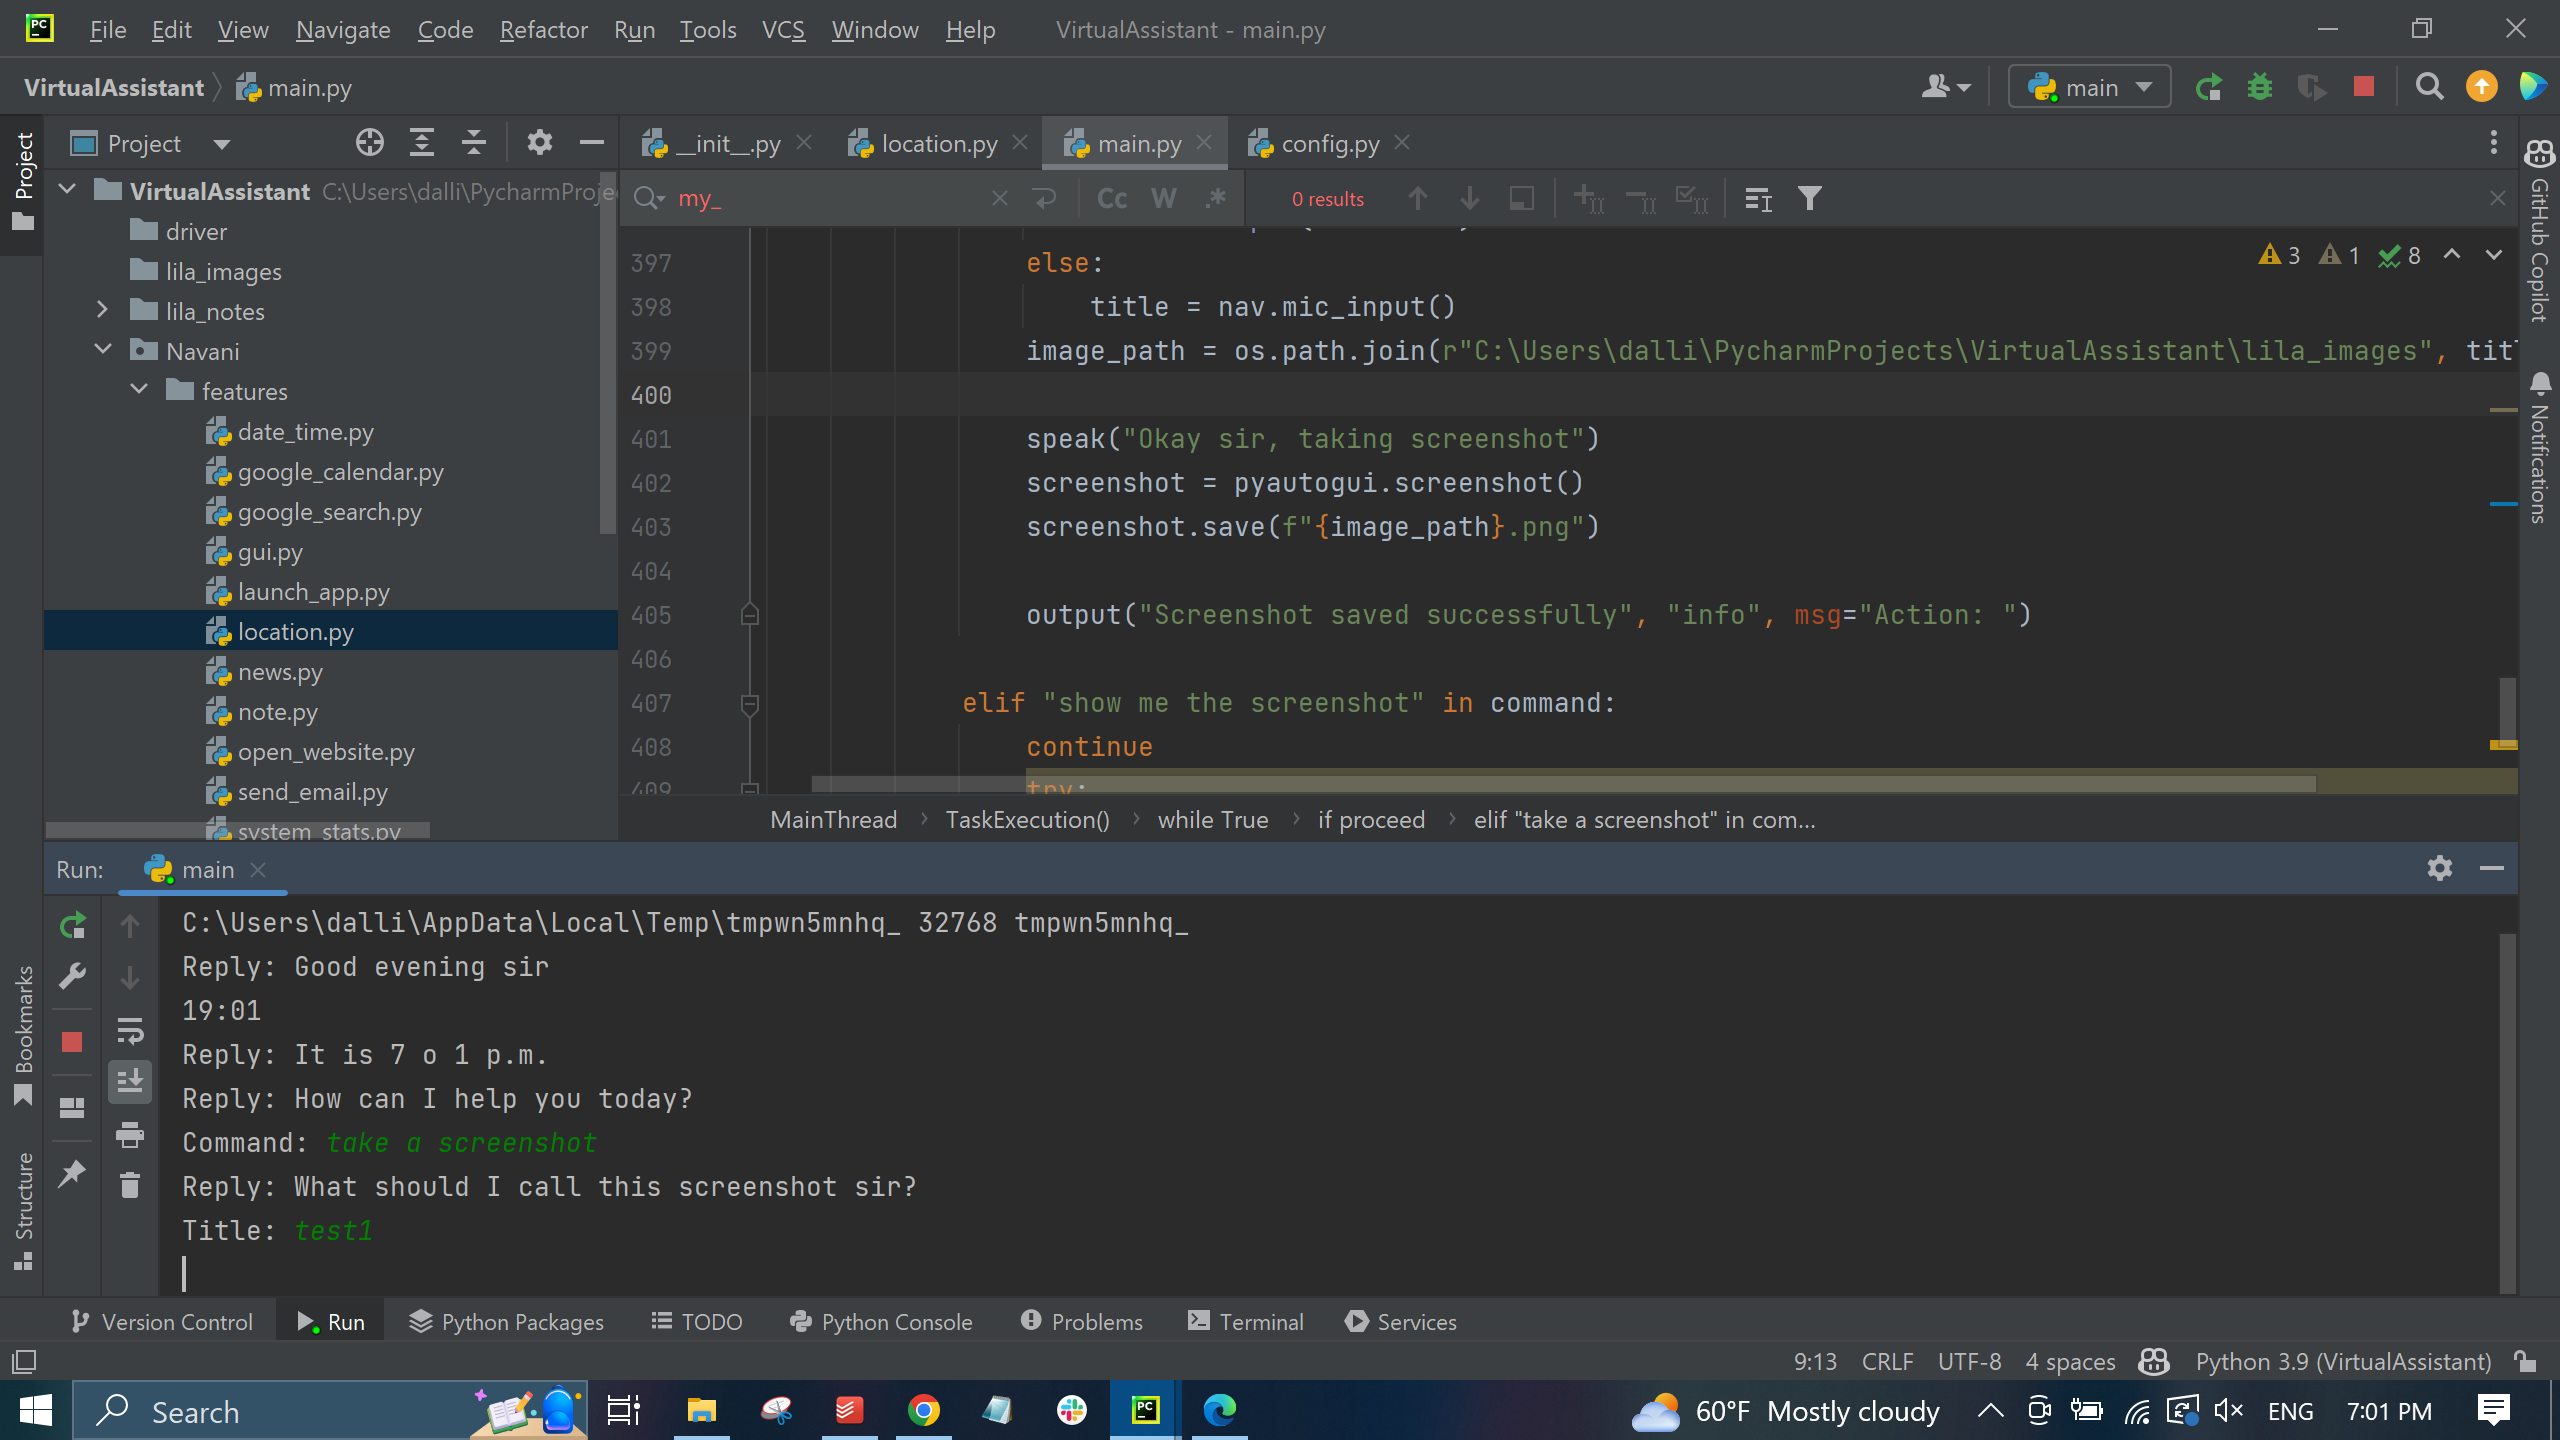 PC
File Edit View Navigate Code Refactor Run Tools VCS Window Help VirtualAssistant - main.py
VirtualAssistant main.py
main
Project
__init__.py location.py main.py config.py
my_
Cc W .*
0 results
3 1 8
VirtualAssistant C:\Users\dalli\PycharmProje
driver
lila_images
lila_notes
Navani
features
date_time.py
google_calendar.py
google_search.py
gui.py
launch_app.py
location.py
news.py
note.py
open_website.py
send_email.py
system_stats.py
397 else:
398 title = nav.mic_input()
399 image_path = os.path.join(r"C:\Users\dalli\PycharmProjects\VirtualAssistant\lila_images", titl
400
401 speak("Okay sir, taking screenshot")
402 screenshot = pyautogui.screenshot()
403 screenshot.save(f"{image_path}.png")
404
405 output("Screenshot saved successfully", "info", msg="Action: ")
406
407 elif "show me the screenshot" in command:
408 continue
409 try:
MainThread TaskExecution() while True if proceed elif "take a screenshot" in com...
Project
Bookmarks
Structure
GitHub Copilot
Notifications
Run: main
C:\Users\dalli\AppData\Local\Temp\tmpwn5mnhq_ 32768 tmpwn5mnhq_
Reply: Good evening sir
19:01
Reply: It is 7 o 1 p.m.
Reply: How can I help you today?
Command: take a screenshot
Reply: What should I call this screenshot sir?
Title: test1
Version Control Run Python Packages TODO Python Console Problems Terminal Services
9:13 CRLF UTF-8 4 spaces Python 3.9 (VirtualAssistant)
Search PC 60°F Mostly cloudy ENG 7:01 PM